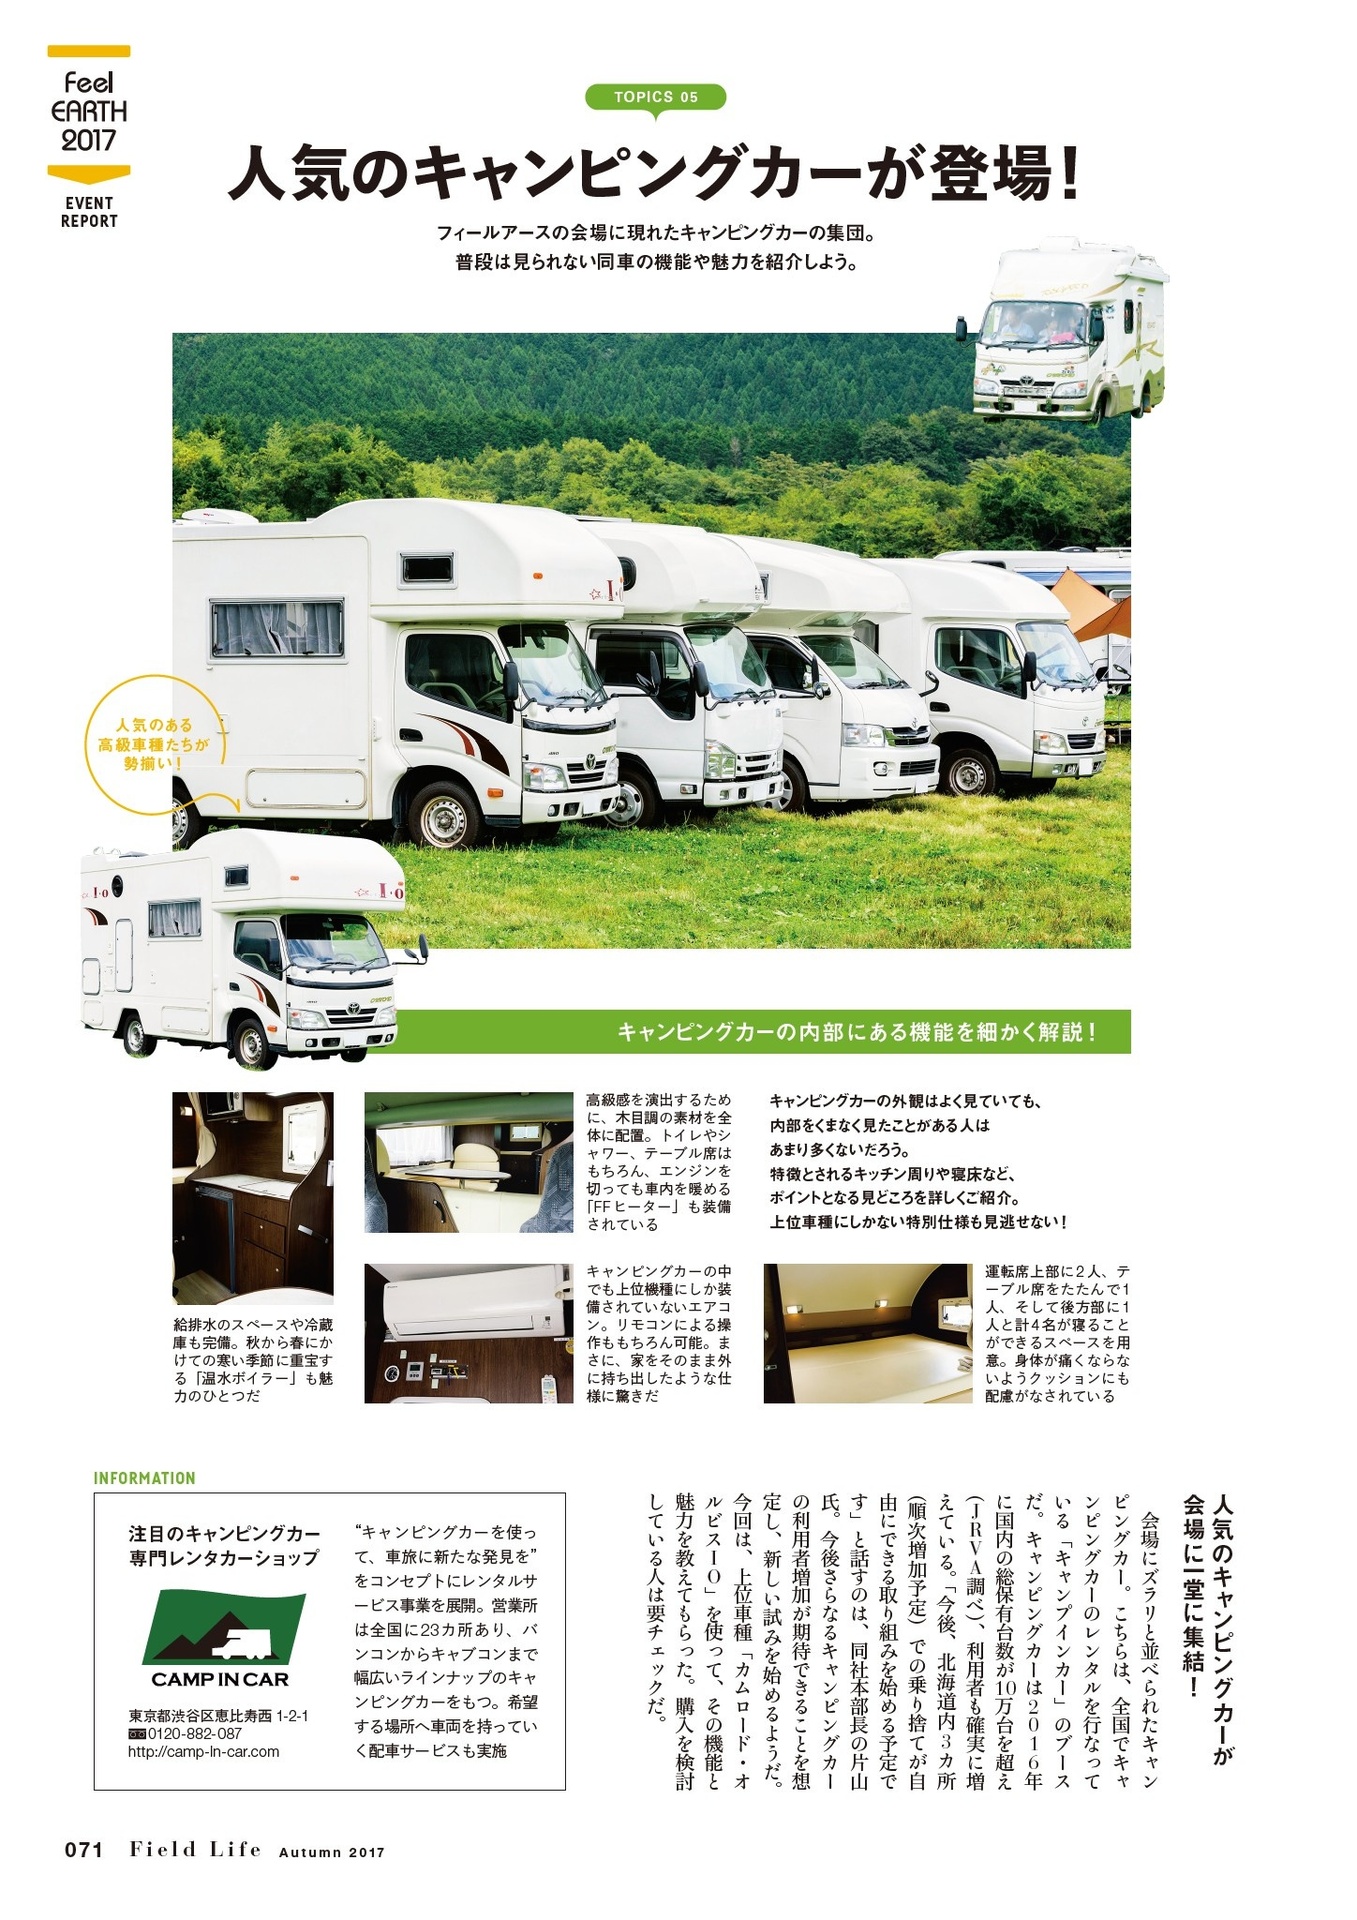 Feel
EARTH
2017
EVENT
REPORT
TOPICS 05
人気のキャンピングカーが登場!
フィールアースの会場に現れたキャンピングカーの集団。
普段は見られない同車の機能や魅力を紹介しよう。
人気のある
高級車種たちが
勢揃い!
I·o
キャンピングカーの内部にある機能を細かく解説!
給排水のスペースや冷蔵
庫も完備。秋から春にか
けての寒い季節に重宝す
る「温水ボイラー」も魅
力のひとつだ
高級感を演出するため
に、木目調の素材を全
体に配置。トイレやシ
ャワー、テーブル席は
もちろん、エンジンを
切っても車内を暖める
「FFヒーター」も装備
されている
キャンピングカーの外観はよく見ていても、
内部をくまなく見たことがある人は
あまり多くないだろう。
特徴とされるキッチン周りや寝床など、
ポイントとなる見どころを詳しくご紹介。
上位車種にしかない特別仕様も見逃せない!
キャンピングカーの中
でも上位機種にしか装
備されていないエアコ
ン。リモコンによる操
作ももちろん可能。ま
さに、家をそのまま外
に持ち出したような仕
様に驚きだ
運転席上部に2人、テ
ーブル席をたたんで1
人、そして後方部に1
人と計4名が寝ること
ができるスペースを用
意。身体が痛くならな
いようクッションにも
配慮がなされている
人気のキャンピングカーが
会場に一堂に集結!
会場にズラリと並べられたキャン
ピングカー。こちらは、全国でキャ
ンピングカーのレンタルを行なって
いる「キャンプインカー」のブース
だ。キャンピングカーは2016年
に国内の総保有台数が10万台を超え
(JRVA調べ)、利用者も確実に増
えている。「今後、北海道内3カ所
(順次増加予定)での乗り捨てが自
由にできる取り組みを始める予定で
す」と話すのは、同社本部長の片山
氏。今後さらなるキャンピングカー
の利用者増加が期待できることを想
定し、新しい試みを始めるようだ。
今回は、上位車種「カムロード・オ
ルビスIO」を使って、その機能と
魅力を教えてもらった。購入を検討
している人は要チェックだ。
INFORMATION
注目のキャンピングカー
専門レンタカーショップ
CAMP IN CAR
東京都渋谷区恵比寿西 1-2-1
0120-882-087
http://camp-in-car.com
“キャンピングカーを使っ
て、車旅に新たな発見を”
をコンセプトにレンタルサ
ービス事業を展開。営業所
は全国に23カ所あり、バ
ンコンからキャブコンまで
幅広いラインナップのキャ
ンピングカーをもつ。希望
する場所へ車両を持ってい
く配車サービスも実施
071 Field Life Autumn 2017